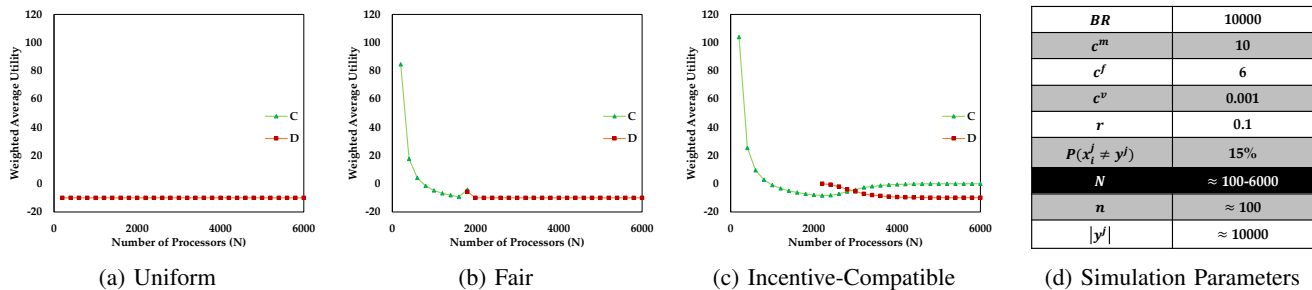 120
100
80
60
40
20
0
-20
Weighted Average Utility
C
D
0
2000
4000
6000
Number of Processors (N)
(a) Uniform
120
100
80
60
40
20
0
-20
Weighted Average Utility
C
D
0
2000
4000
6000
Number of Processors (N)
(b) Fair
120
100
80
60
40
20
0
-20
Weighted Average Utility
C
D
0
2000
4000
6000
Number of Processors (N)
(c) Incentive-Compatible
BR 10000
c^m 10
c^f 6
c^v 0.001
r 0.1
P(x_i^j ≠ y^j) 15%
N ≈ 100-6000
n ≈ 100
|y^j| ≈ 10000
(d) Simulation Parameters